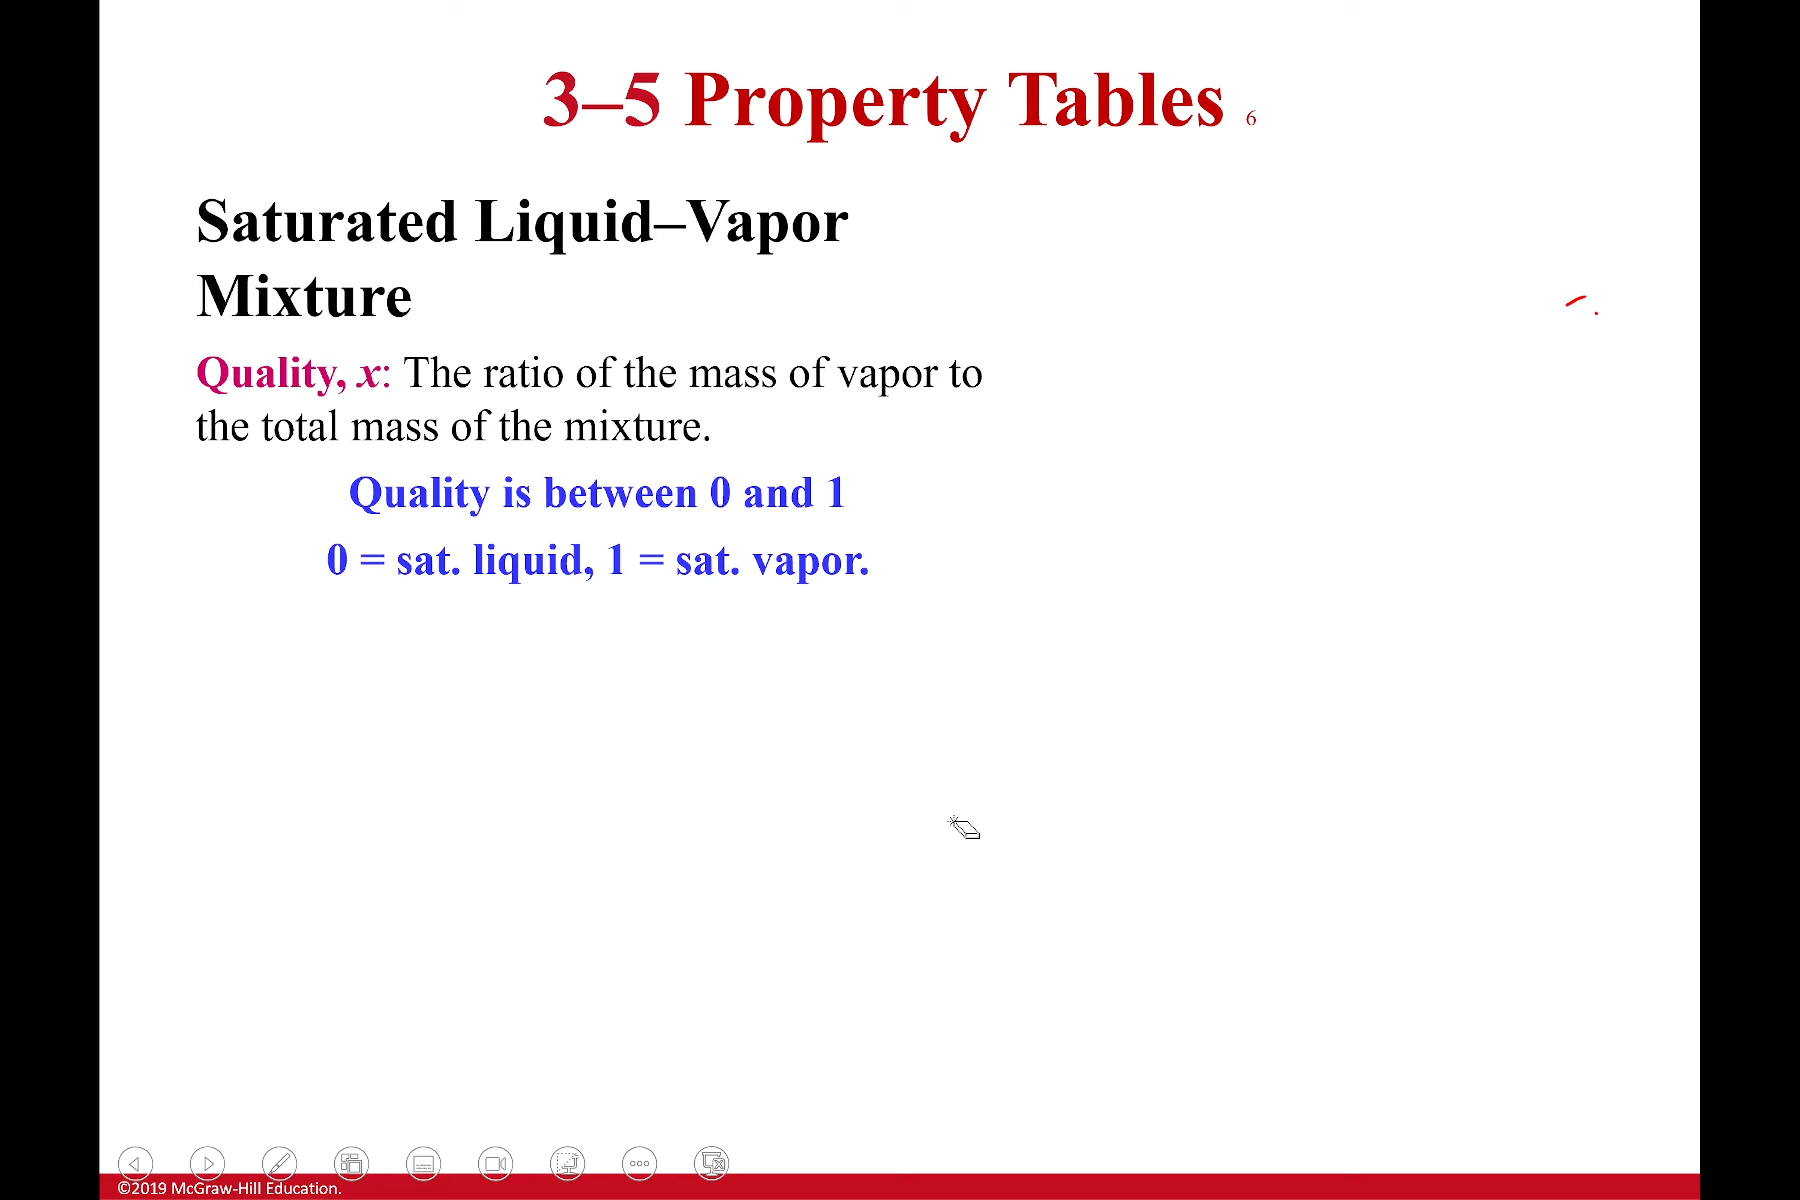 3–5 Property Tables 6
Saturated Liquid–Vapor
Mixture
Quality, x: The ratio of the mass of vapor to
the total mass of the mixture.
Quality is between 0 and 1
0 = sat. liquid, 1 = sat. vapor.
©2019 McGraw-Hill Education.